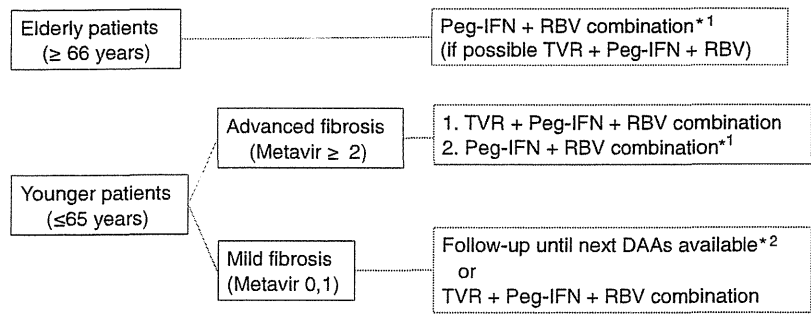 Elderly patients
(≥ 66 years)
Peg-IFN + RBV combination*1
(if possible TVR + Peg-IFN + RBV)
Advanced fibrosis
(Metavir ≥ 2)
1. TVR + Peg-IFN + RBV combination
2. Peg-IFN + RBV combination*1
Younger patients
(≤65 years)
Mild fibrosis
(Metavir 0,1)
Follow-up until next DAAs available*2
or
TVR + Peg-IFN + RBV combination